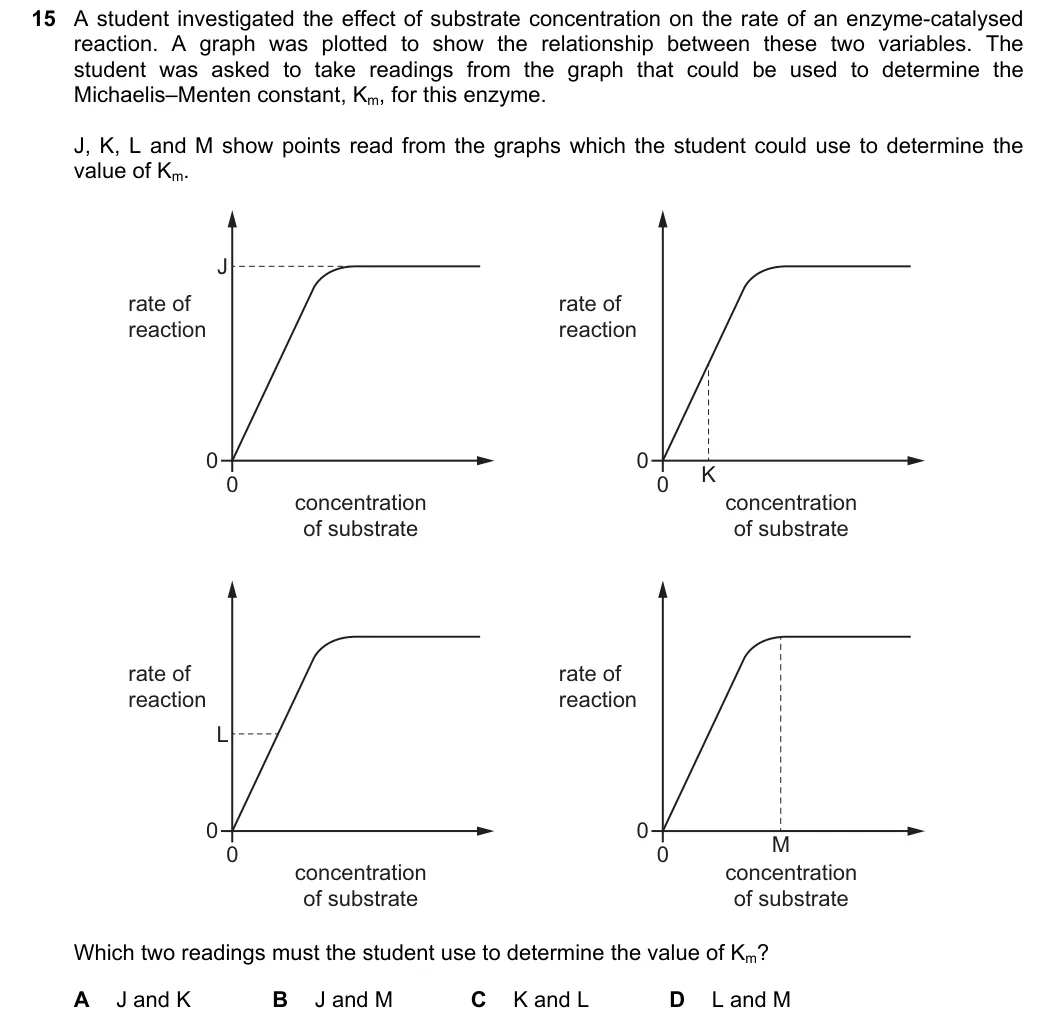 15 A student investigated the effect of substrate concentration on the rate of an enzyme-catalysed
reaction. A graph was plotted to show the relationship between these two variables. The
student was asked to take readings from the graph that could be used to determine the
Michaelis–Menten constant, Km, for this enzyme.
J, K, L and M show points read from the graphs which the student could use to determine the
value of Km.
J
rate of
reaction
0
0
concentration
of substrate
rate of
reaction
0
0
K
concentration
of substrate
rate of
reaction
L
0
0
concentration
of substrate
rate of
reaction
0
0
M
concentration
of substrate
Which two readings must the student use to determine the value of Km?
A J and K B J and M C K and L D L and M